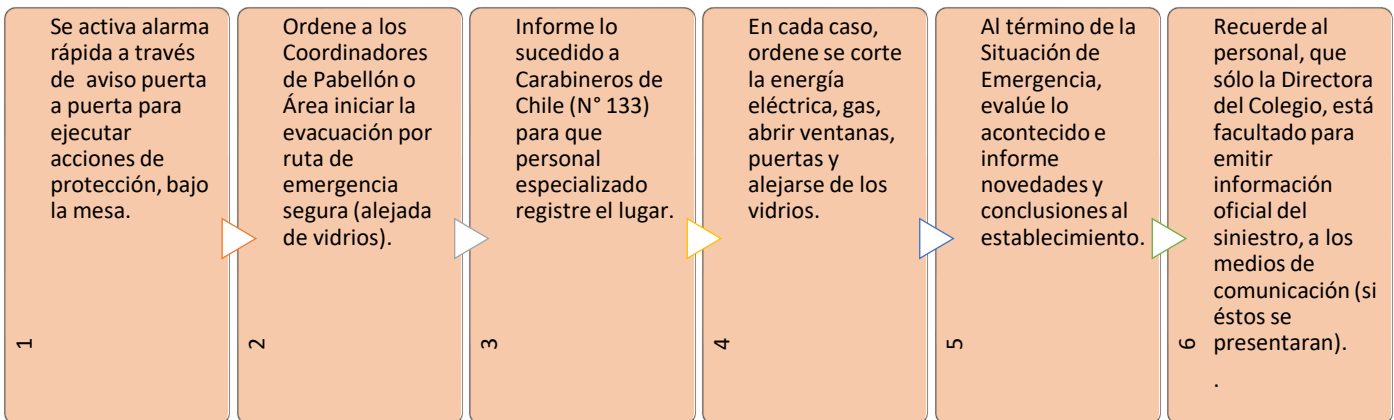 Se activa alarma
rápida a través
de aviso puerta
a puerta para
ejecutar
acciones de
protección, bajo
la mesa.
1
Ordene a los
Coordinadores
de Pabellón o
Área iniciar la
evacuación por
ruta de
emergencia
segura (alejada
de vidrios).
2
Informe lo
sucedido a
Carabineros de
Chile (N° 133)
para que
personal
especializado
registre el lugar.
3
En cada caso,
ordene se corte
la energía
eléctrica, gas,
abrir ventanas,
puertas y
alejarse de los
vidrios.
4
Al término de la
Situación de
Emergencia,
evalúe lo
acontecido e
informe
novedades y
conclusiones al
establecimiento.
5
Recuerde al
personal, que
sólo la Directora
del Colegio, está
facultado para
emitir
información
oficial del
siniestro, a los
medios de
comunicación (si
éstos se
presentaran).
.
6